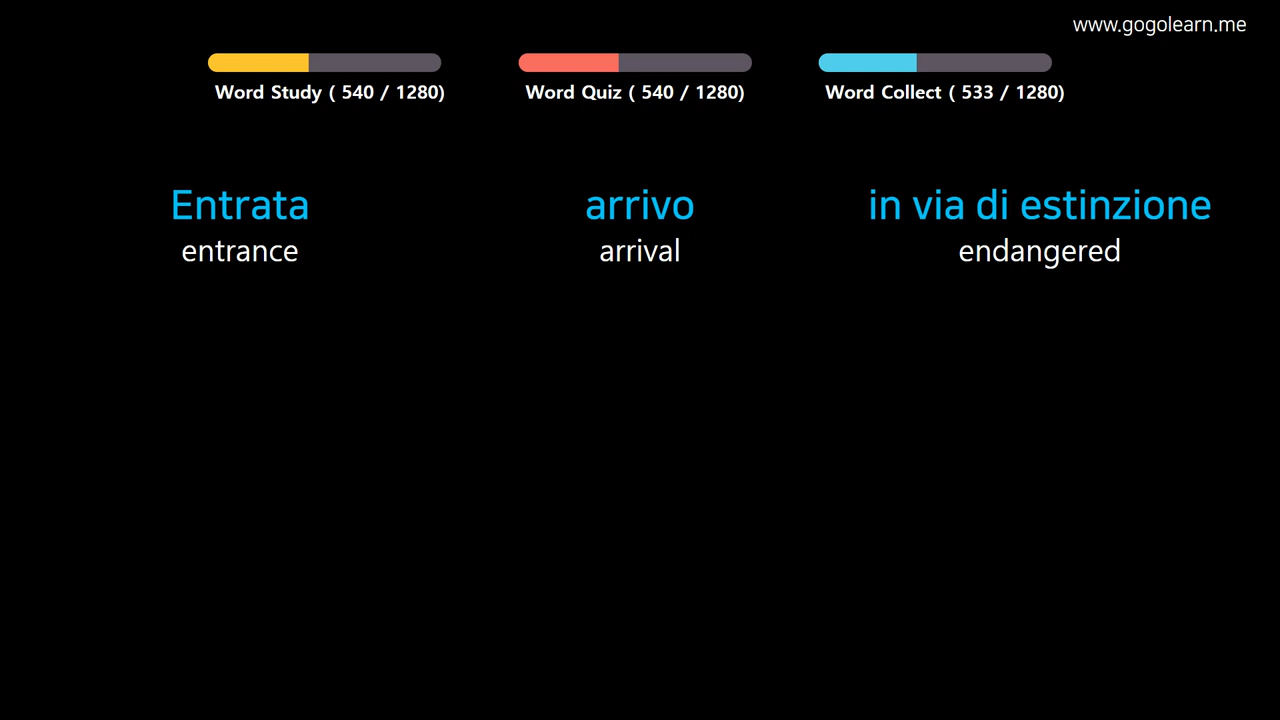 www.gogolearn.me
Word Study ( 540 / 1280)
Word Quiz ( 540 / 1280)
Word Collect ( 533 / 1280)
Entrata
entrance
arrivo
arrival
in via di estinzione
endangered